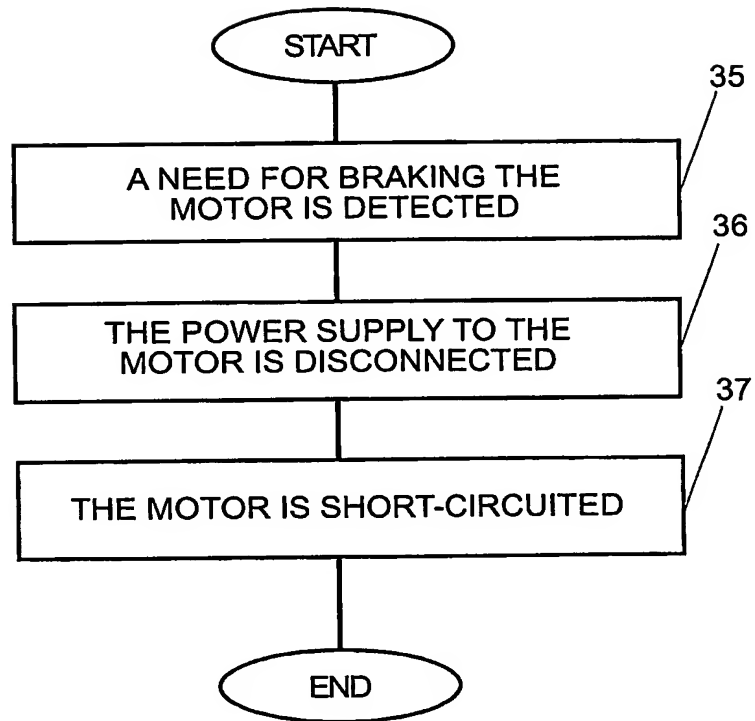 START
35
A NEED FOR BRAKING THE
MOTOR IS DETECTED
36
THE POWER SUPPLY TO THE
MOTOR IS DISCONNECTED
37
THE MOTOR IS SHORT-CIRCUITED
END